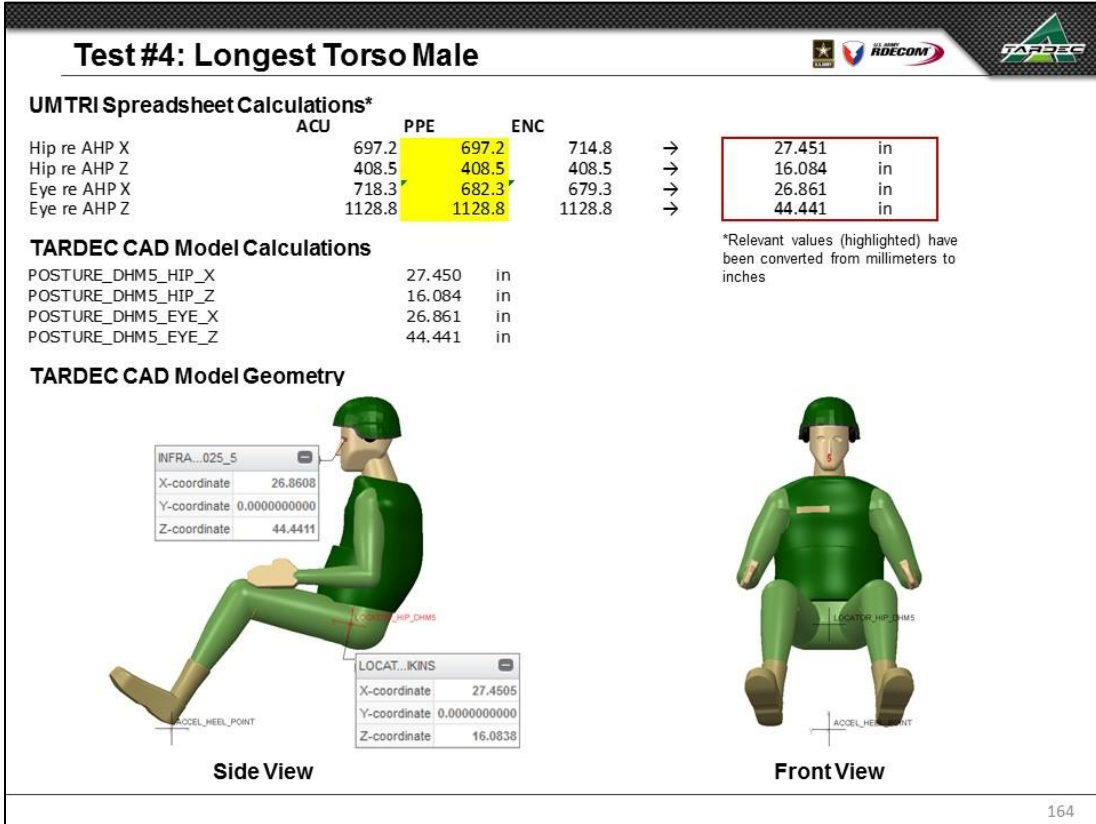 Test #4: Longest Torso Male
U.S. ARMY
U.S. ARMY RDECOM
TARDEC
UMTRI Spreadsheet Calculations*
ACU PPE ENC
Hip re AHP X 697.2 697.2 714.8 → 27.451 in
Hip re AHP Z 408.5 408.5 408.5 → 16.084 in
Eye re AHP X 718.3 682.3 679.3 → 26.861 in
Eye re AHP Z 1128.8 1128.8 1128.8 → 44.441 in
*Relevant values (highlighted) have
been converted from millimeters to
inches
TARDEC CAD Model Calculations
POSTURE_DHM5_HIP_X 27.450 in
POSTURE_DHM5_HIP_Z 16.084 in
POSTURE_DHM5_EYE_X 26.861 in
POSTURE_DHM5_EYE_Z 44.441 in
TARDEC CAD Model Geometry
INFRA...025_5
X-coordinate 26.8608
Y-coordinate 0.0000000000
Z-coordinate 44.4411
5
LOCATOR_HIP_DHM5
LOCATOR_HIP_DHM5
LOCAT...IKINS
X-coordinate 27.4505
Y-coordinate 0.0000000000
Z-coordinate 16.0838
ACCEL_HEEL_POINT
ACCEL_HEEL_POINT
Side View
Front View
164